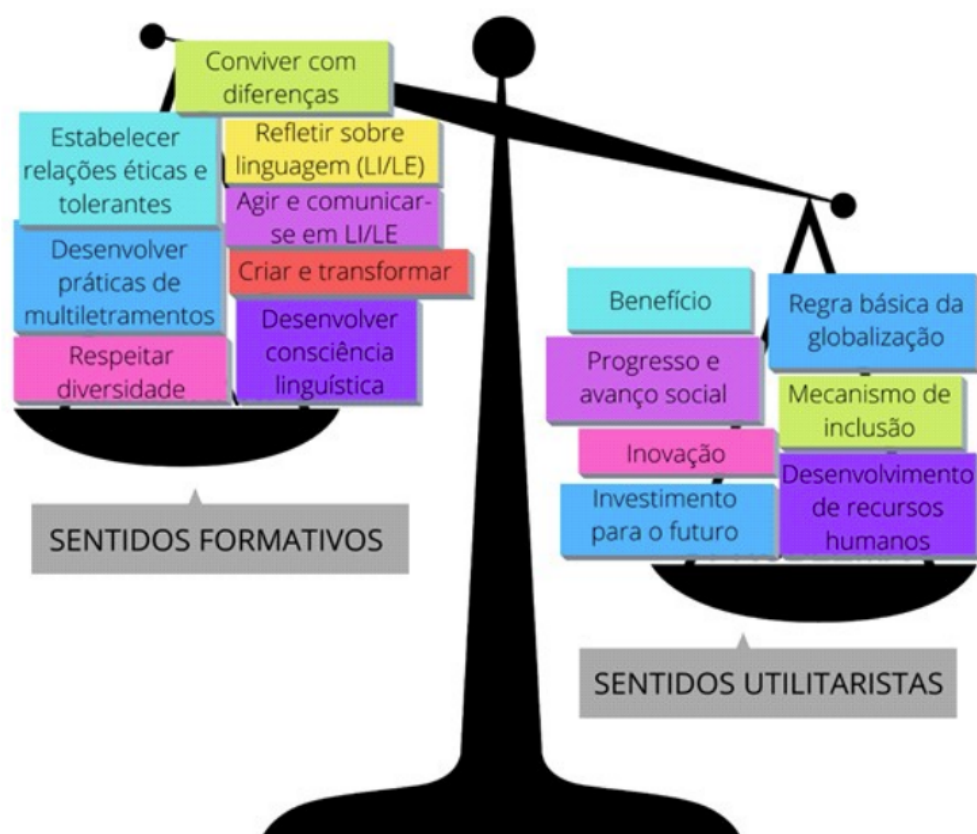 Conviver com
diferenças
Estabelecer
relações éticas e
tolerantes
Refletir sobre
linguagem (LI/LE)
Agir e comunicar-
se em LI/LE
Desenvolver
práticas de
multiletramentos
Criar e transformar
Respeitar
diversidade
Desenvolver
consciência
linguística
SENTIDOS FORMATIVOS
Benefício
Regra básica da
globalização
Progresso e
avanço social
Mecanismo de
inclusão
Inovação
Investimento
para o futuro
Desenvolvimento
de recursos
humanos
SENTIDOS UTILITARISTAS